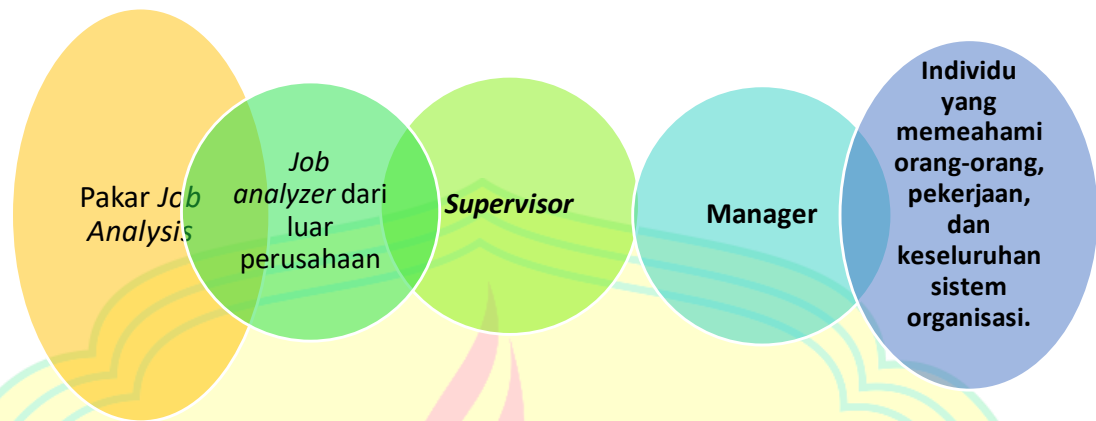 Pakar Job
Analysis
Job
analyzer dari
luar
perusahaan
Supervisor
Manager
Individu
yang
memeahami
orang-orang,
pekerjaan,
dan
keseluruhan
sistem
organisasi.